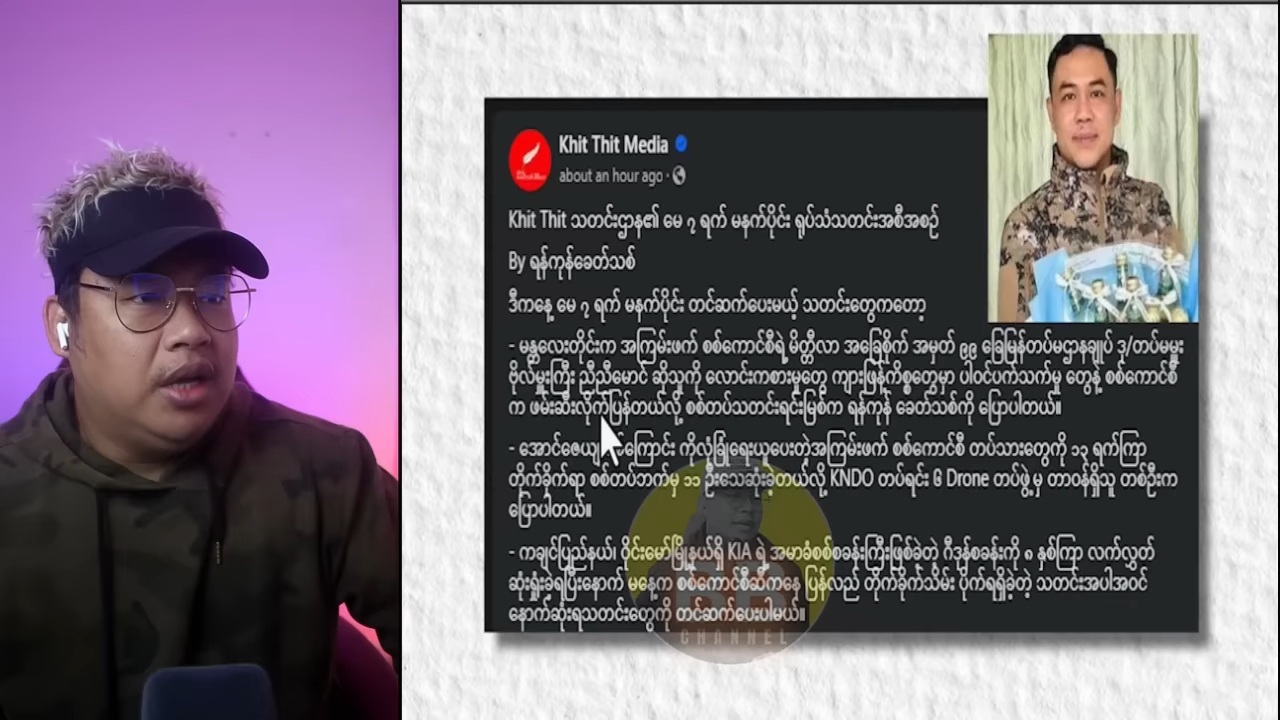 Khit Thit Media
about an hour ago ·
Khit Thit သတင်းဌာန၏ မေ ၇ ရက် မနက်ပိုင်း ရုပ်သံသတင်းအစီအစဉ်
By ရန်ကုန်ခေတ်သစ်
ဒီကနေ့ မေ ၇ ရက် မနက်ပိုင်း တင်ဆက်ပေးမယ့် သတင်းတွေကတော့
- မန္တလေးတိုင်းက အကြမ်းဖက် စစ်ကောင်စီရဲ့ မိတ္ထီလာ အခြေစိုက် အမှတ် ၉၉ ခြေမြန်တပ်မဌာနချုပ် ဒု/တပ်မမှူး
ဗိုလ်မှူးကြီး ညီညီမောင် ဆိုသူကို လောင်းကစားမှုတွေ ကျားဖြန့်ကိစ္စတွေမှာ ပါဝင်ပတ်သက်မှု တွေနဲ့ စစ်ကောင်စီ
က ဖမ်းဆီးလိုက်ပြန်တယ်လို့ စစ်တပ်သတင်းရင်းမြစ်က ရန်ကုန် ခေတ်သစ်ကို ပြောပါတယ်။
- အောင်ဇေယျ ကြောင်း ကိုလုံခြုံရေးယူပေးတဲ့အကြမ်းဖက် စစ်ကောင်စီ တပ်သားတွေကို ၁၃ ရက်ကြာ
တိုက်ခိုက်ရာ စစ်တပ်ဘက်မှ ၁၁ ဦးသေဆုံးခဲ့တယ်လို့ KNDO တပ်ရင်း ၆ Drone တပ်ဖွဲ့မှ တာဝန်ရှိသူ တစ်ဦးက
ပြောပါတယ်။
- ကချင်ပြည်နယ်၊ ဝိုင်းမော်မြို့နယ်ရှိ KIA ရဲ့ အမာခံစစ်စခန်းကြီးဖြစ်ခဲ့တဲ့ ဂီဒွန်စခန်းကို ၈ နှစ်ကြာ လက်လွှတ်
ဆုံးရှုံးခဲ့ရပြီးနောက် မနေ့က စစ်ကောင်စီဆီကနေ ပြန်လည် တိုက်ခိုက်သိမ်း ပိုက်ရရှိခဲ့တဲ့ သတင်းအပါအဝင်
နောက်ဆုံးရသတင်းတွေကို တင်ဆက်ပေးပါမယ်။
CHANNEL